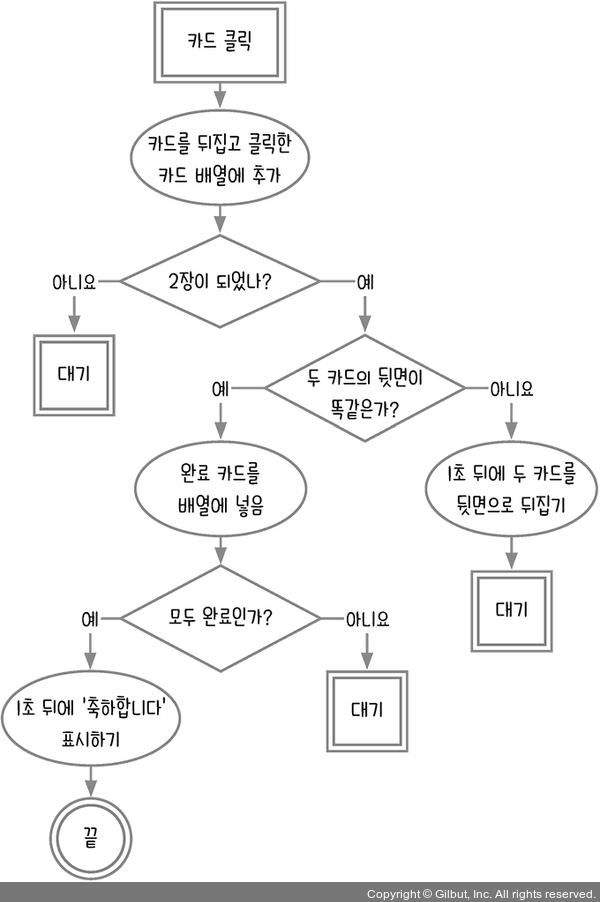 카드 클릭
카드를 뒤집고 클릭한
카드 배열에 추가
2장이 되었나?
아니요
예
대기
두 카드의 뒷면이
똑같은가?
예
아니요
완료 카드를
배열에 넣음
1초 뒤에 두 카드를
뒷면으로 뒤집기
모두 완료인가?
대기
예
아니요
1초 뒤에 '축하합니다'
표시하기
대기
끝
Copyright © Gilbut, Inc. All rights reserved.